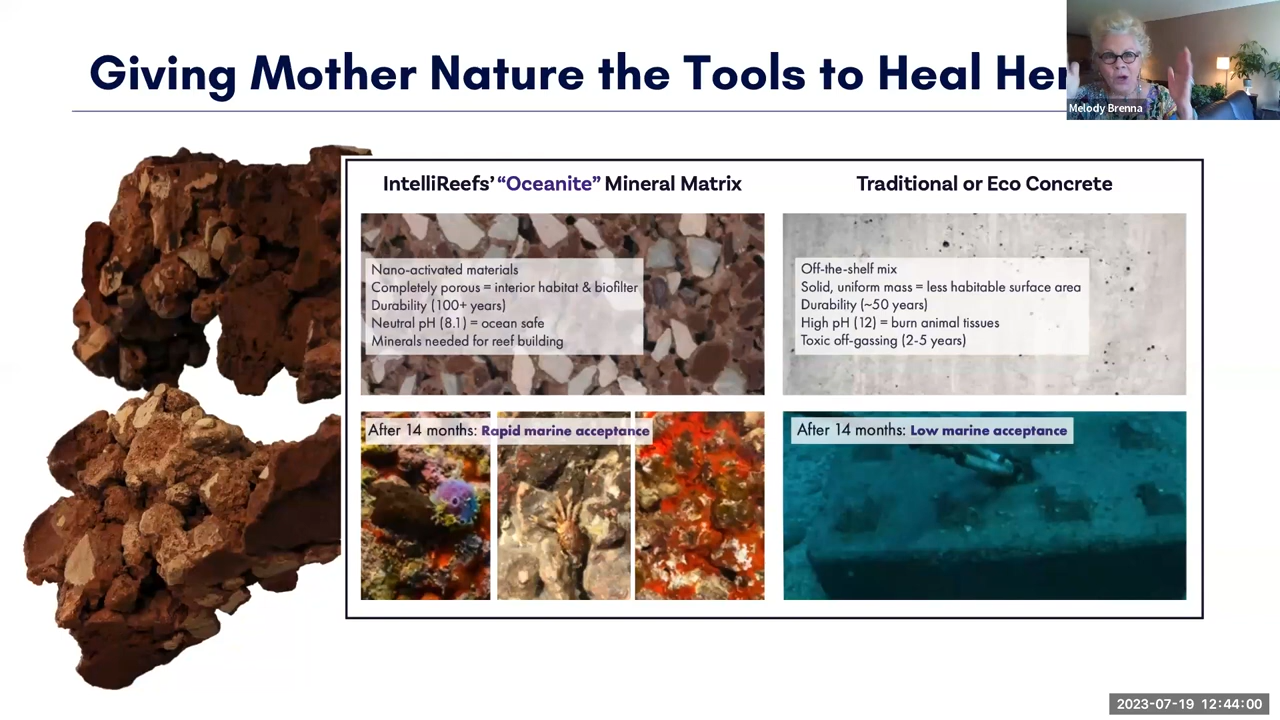 Giving Mother Nature the Tools to Heal Her
Melody Brenna
IntelliReefs' “Oceanite” Mineral Matrix
Nano-activated materials
Completely porous = interior habitat & biofilter
Durability (100+ years)
Neutral pH (8.1) = ocean safe
Minerals needed for reef building
After 14 months: Rapid marine acceptance
Traditional or Eco Concrete
Off-the-shelf mix
Solid, uniform mass = less habitable surface area
Durability (~50 years)
High pH (12) = burn animal tissues
Toxic off-gassing (2-5 years)
After 14 months: Low marine acceptance
2023-07-19 12:44:00